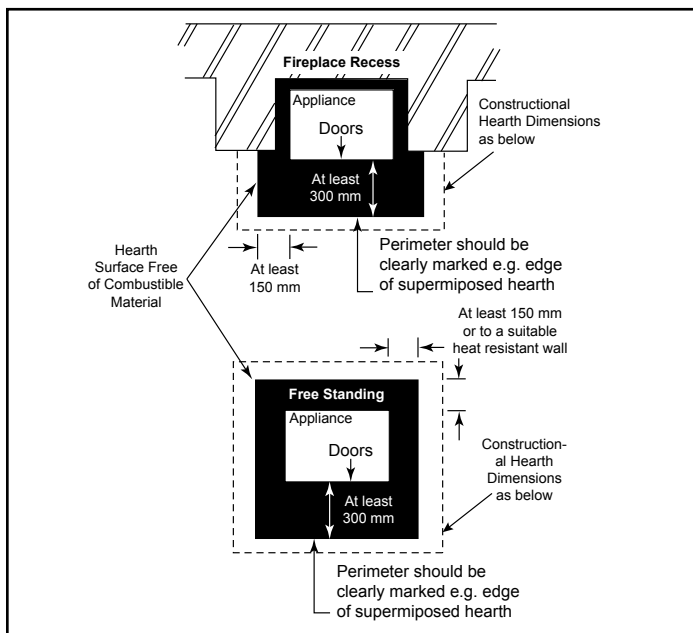 Fireplace Recess
Appliance
Doors
At least
300 mm
Constructional
Hearth Dimensions
as below
Hearth
Surface Free
of Combustible
Material
At least
150 mm
Perimeter should be
clearly marked e.g. edge
of supermiposed hearth
At least 150 mm
or to a suitable
heat resistant wall
Free Standing
Appliance
Doors
At least
300 mm
Construction-
al Hearth
Dimensions
as below
Perimeter should be
clearly marked e.g. edge
of supermiposed hearth